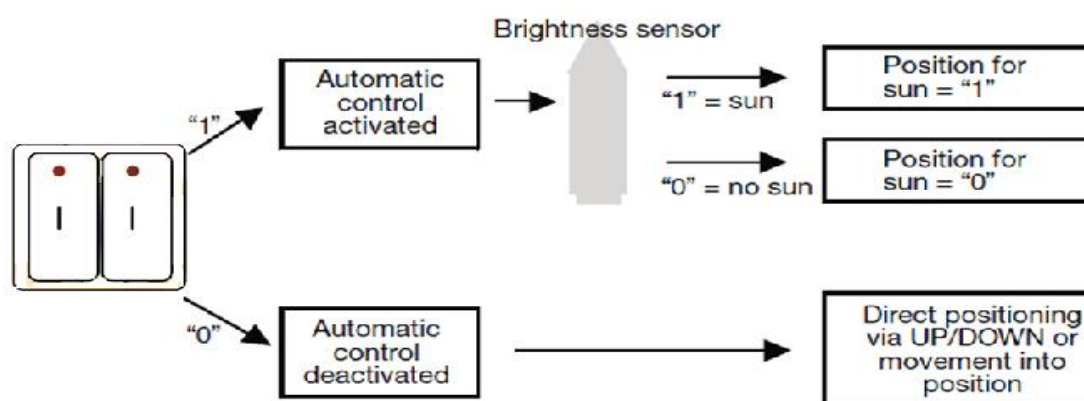 Brightness sensor
Automatic
control
activated
"1"
"1" = sun
Position for
sun = "1"
"0" = no sun
Position for
sun = "0"
I I
"0"
Automatic
control
deactivated
Direct positioning
via UP/DOWN or
movement into
position